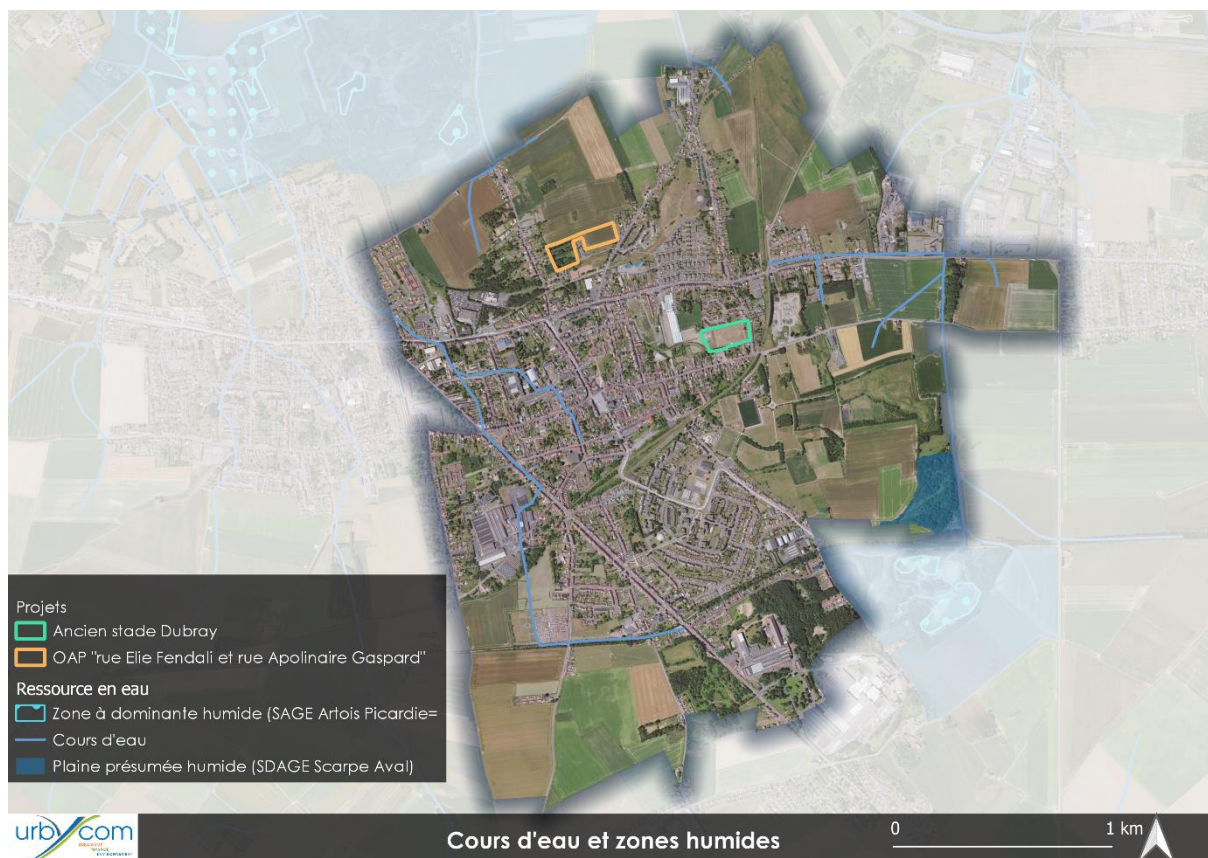 Projets
Ancien stade Dubray
OAP "rue Elie Fendali et rue Apolinaire Gaspard"
Ressource en eau
Zone à dominante humide (SAGE Artois Picardie=
Cours d'eau
Plaine présumée humide (SDAGE Scarpe Aval)
urbycom
Cours d'eau et zones humides
0
1 km